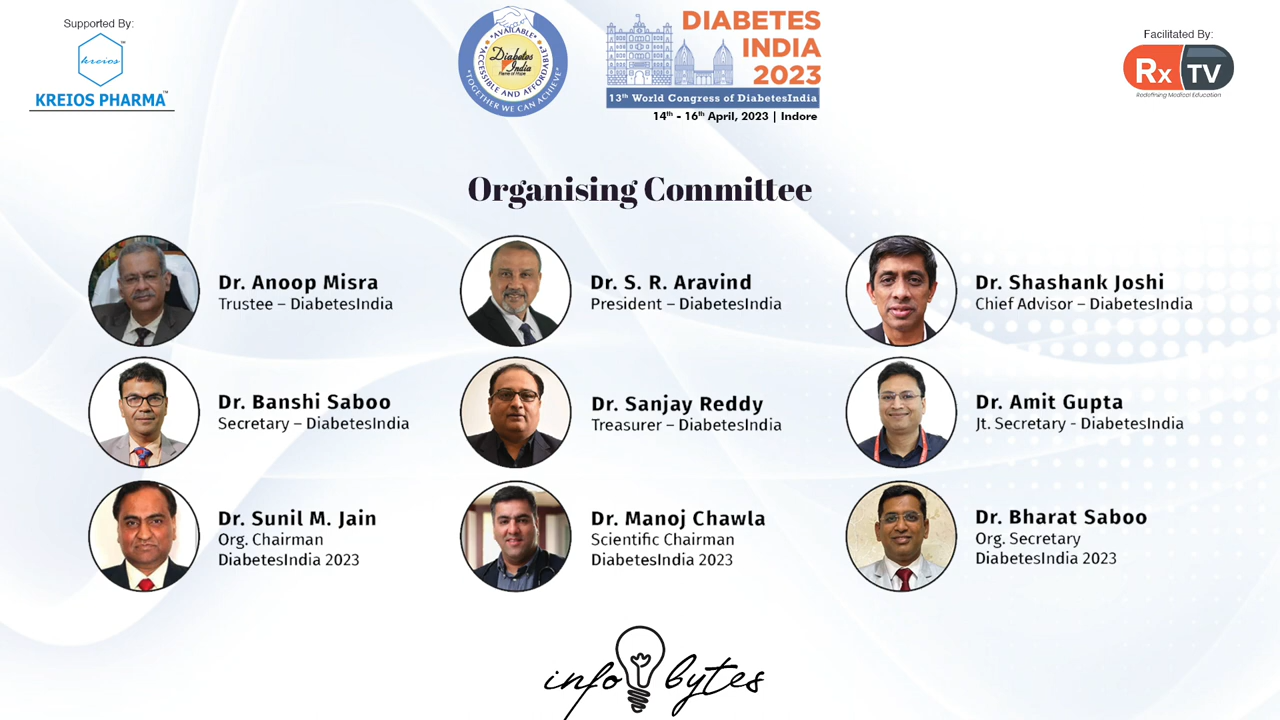 Supported By:
kreios
KREIOS PHARMA™
AVAILABLE
ACCESSIBLE AND AFFORDABLE
Diabetes
India
Flame of Hope
"TOGETHER WE CAN ACHIEVE"
DIABETES
INDIA
2023
13th World Congress of DiabetesIndia
14th - 16th April, 2023 | Indore
Facilitated By:
Rx TV
Redefining Medical Education
Organising Committee
Dr. Anoop Misra
Trustee – DiabetesIndia
Dr. S. R. Aravind
President – DiabetesIndia
Dr. Shashank Joshi
Chief Advisor – DiabetesIndia
Dr. Banshi Saboo
Secretary – DiabetesIndia
Dr. Sanjay Reddy
Treasurer – DiabetesIndia
Dr. Amit Gupta
Jt. Secretary - DiabetesIndia
Dr. Sunil M. Jain
Org. Chairman
DiabetesIndia 2023
Dr. Manoj Chawla
Scientific Chairman
DiabetesIndia 2023
Dr. Bharat Saboo
Org. Secretary
DiabetesIndia 2023
info bytes